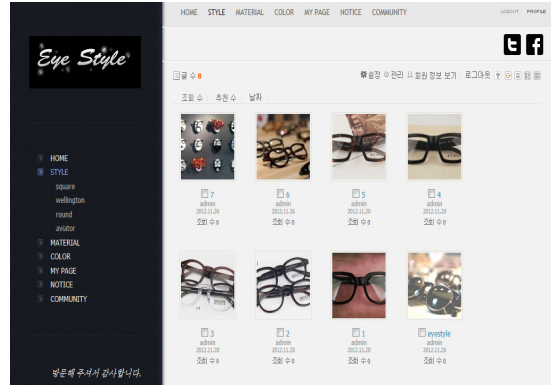 HOME STYLE MATERIAL COLOR MY PAGE NOTICE COMMUNITY
LOGOUT PROFILE
Eye Style
글 수 8
설정 관리 회원 정보 보기 로그아웃 ?
조회 수 추천 수 날짜
HOME
STYLE
square
wellington
round
aviator
MATERIAL
COLOR
MY PAGE
NOTICE
COMMUNITY
7 6 5 4
admin admin admin admin
2012.11.26 2012.11.26 2012.11.20 2012.11.20
조회 수 0 조회 수 0 조회 수 0 조회 수 0
3 2 1 eyestyle
admin admin admin admin
2012.11.20 2012.11.20 2012.11.20 2012.11.20
조회 수 0 조회 수 0 조회 수 0 조회 수 0
방문해 주셔서 감사합니다.